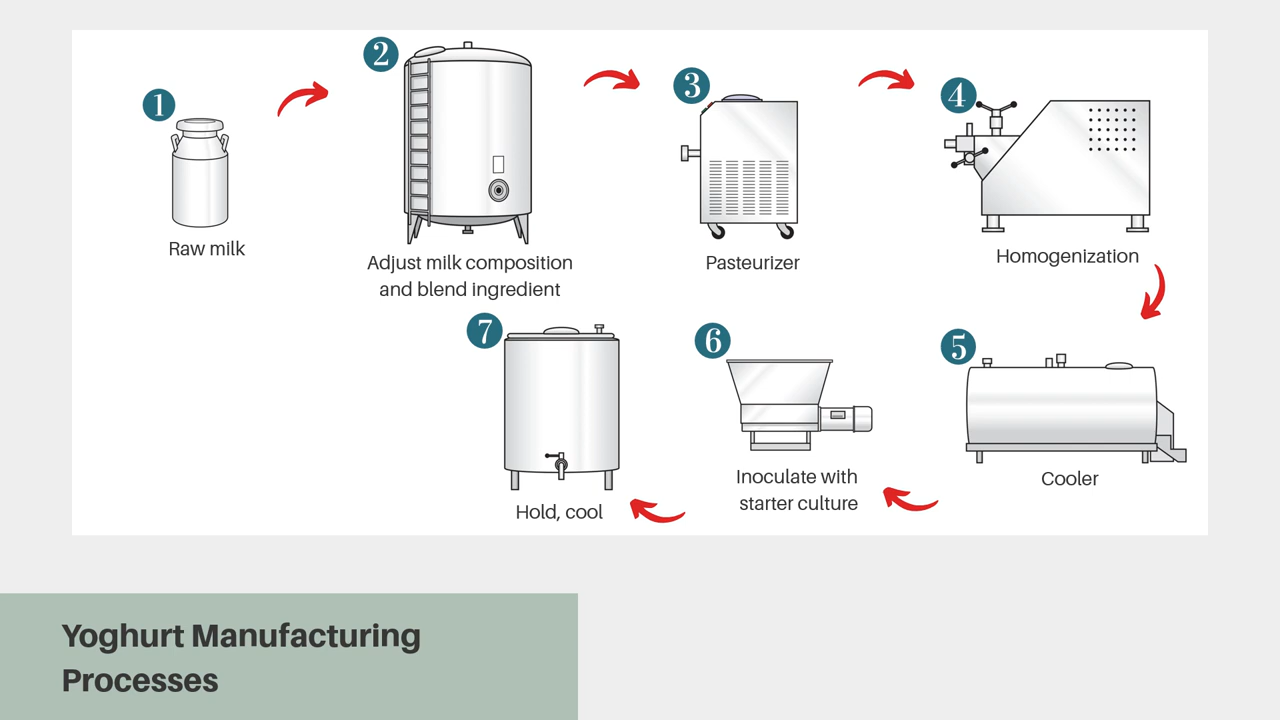 1
Raw milk
2
Adjust milk composition
and blend ingredient
3
Pasteurizer
4
Homogenization
5
Cooler
6
Inoculate with
starter culture
7
Hold, cool
Yoghurt Manufacturing
Processes